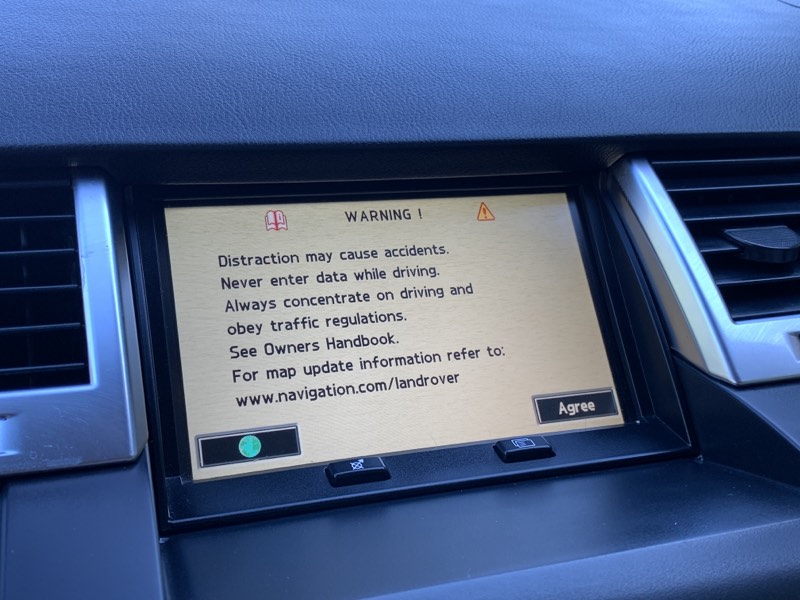 WARNING !
Distraction may cause accidents.
Never enter data while driving.
Always concentrate on driving and
obey traffic regulations.
See Owners Handbook.
For map update information refer to:
www.navigation.com/landrover
Agree